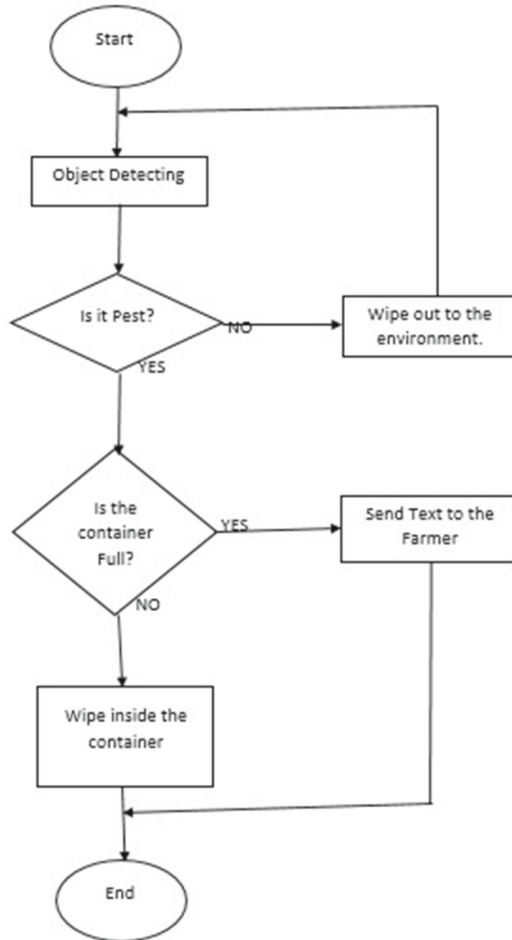 Start
Object Detecting
Is it Pest?
NO
Wipe out to the
environment.
YES
Is the
container
Full?
YES
Send Text to the
Farmer
NO
Wipe inside the
container
End